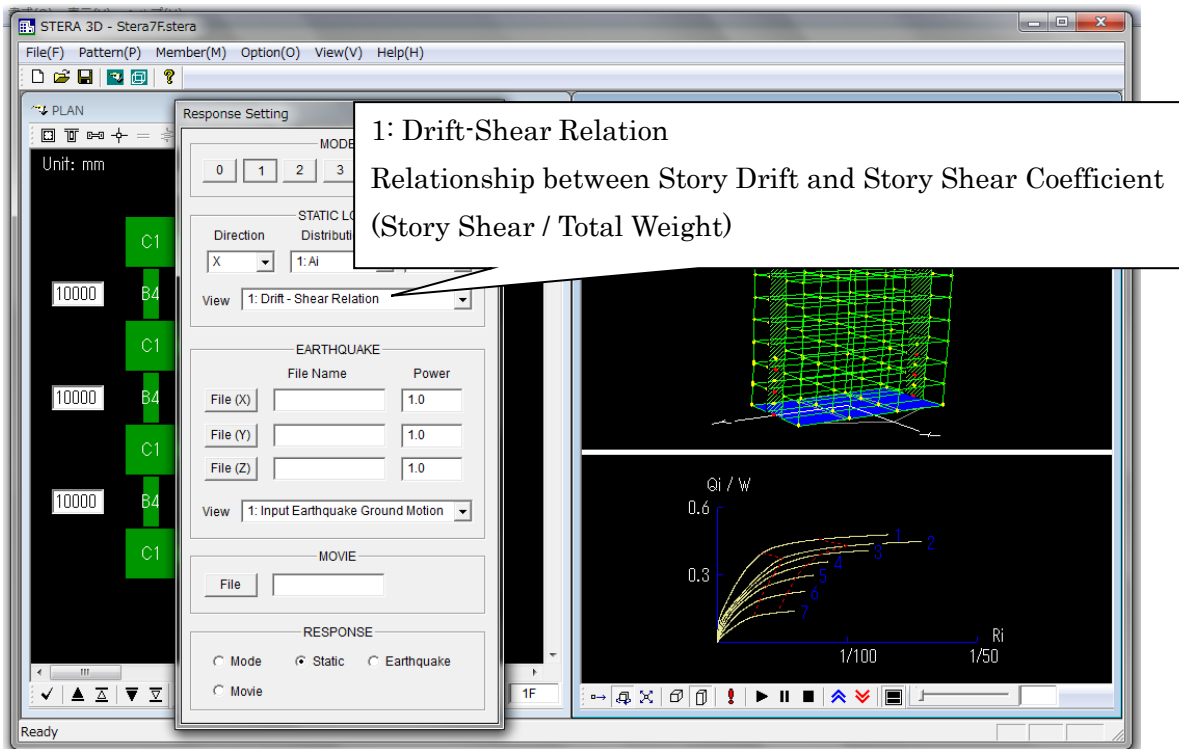 STERA 3D - Stera7F.stera
File(F) Pattern(P) Member(M) Option(O) View(V) Help(H)
PLAN
Unit: mm
C1
10000 B4
C1
10000 B4
C1
10000 B4
C1
1F
Response Setting
MODE
0 1 2 3
STATIC LO
Direction Distributi
X 1: Ai
View 1: Drift - Shear Relation
EARTHQUAKE
File Name Power
File (X) 1.0
File (Y) 1.0
File (Z) 1.0
View 1: Input Earthquake Ground Motion
MOVIE
File
RESPONSE
Mode Static Earthquake
Movie
1: Drift-Shear Relation
Relationship between Story Drift and Story Shear Coefficient
(Story Shear / Total Weight)
Qi / W
0.6
0.3
1
2
3
4
5
6
7
Ri
1/100 1/50
Ready